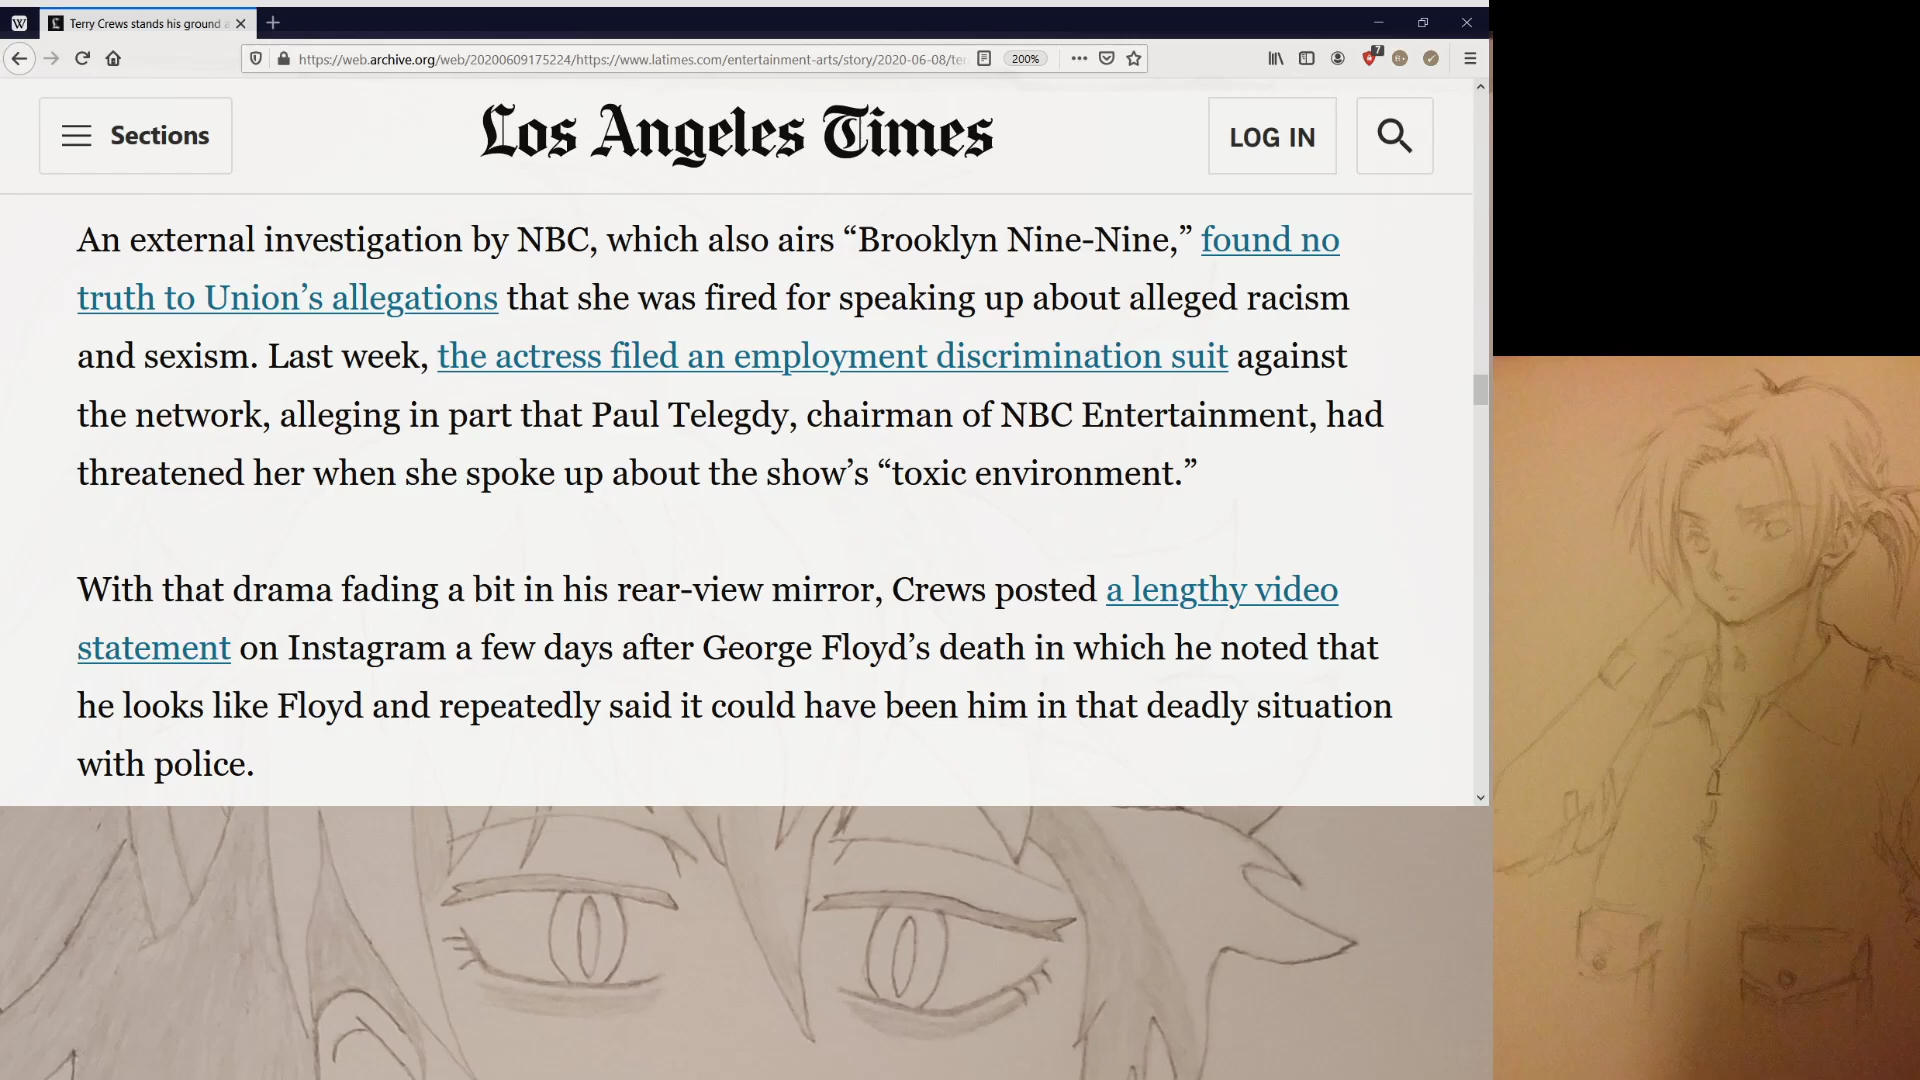 Terry Crews stands his ground
https://web.archive.org/web/20200609175224/https://www.latimes.com/entertainment-arts/story/2020-06-08/te
200%
7
Sections
Los Angeles Times
LOG IN
An external investigation by NBC, which also airs “Brooklyn Nine-Nine,” found no
truth to Union’s allegations that she was fired for speaking up about alleged racism
and sexism. Last week, the actress filed an employment discrimination suit against
the network, alleging in part that Paul Telegdy, chairman of NBC Entertainment, had
threatened her when she spoke up about the show’s “toxic environment.”
With that drama fading a bit in his rear-view mirror, Crews posted a lengthy video
statement on Instagram a few days after George Floyd’s death in which he noted that
he looks like Floyd and repeatedly said it could have been him in that deadly situation
with police.